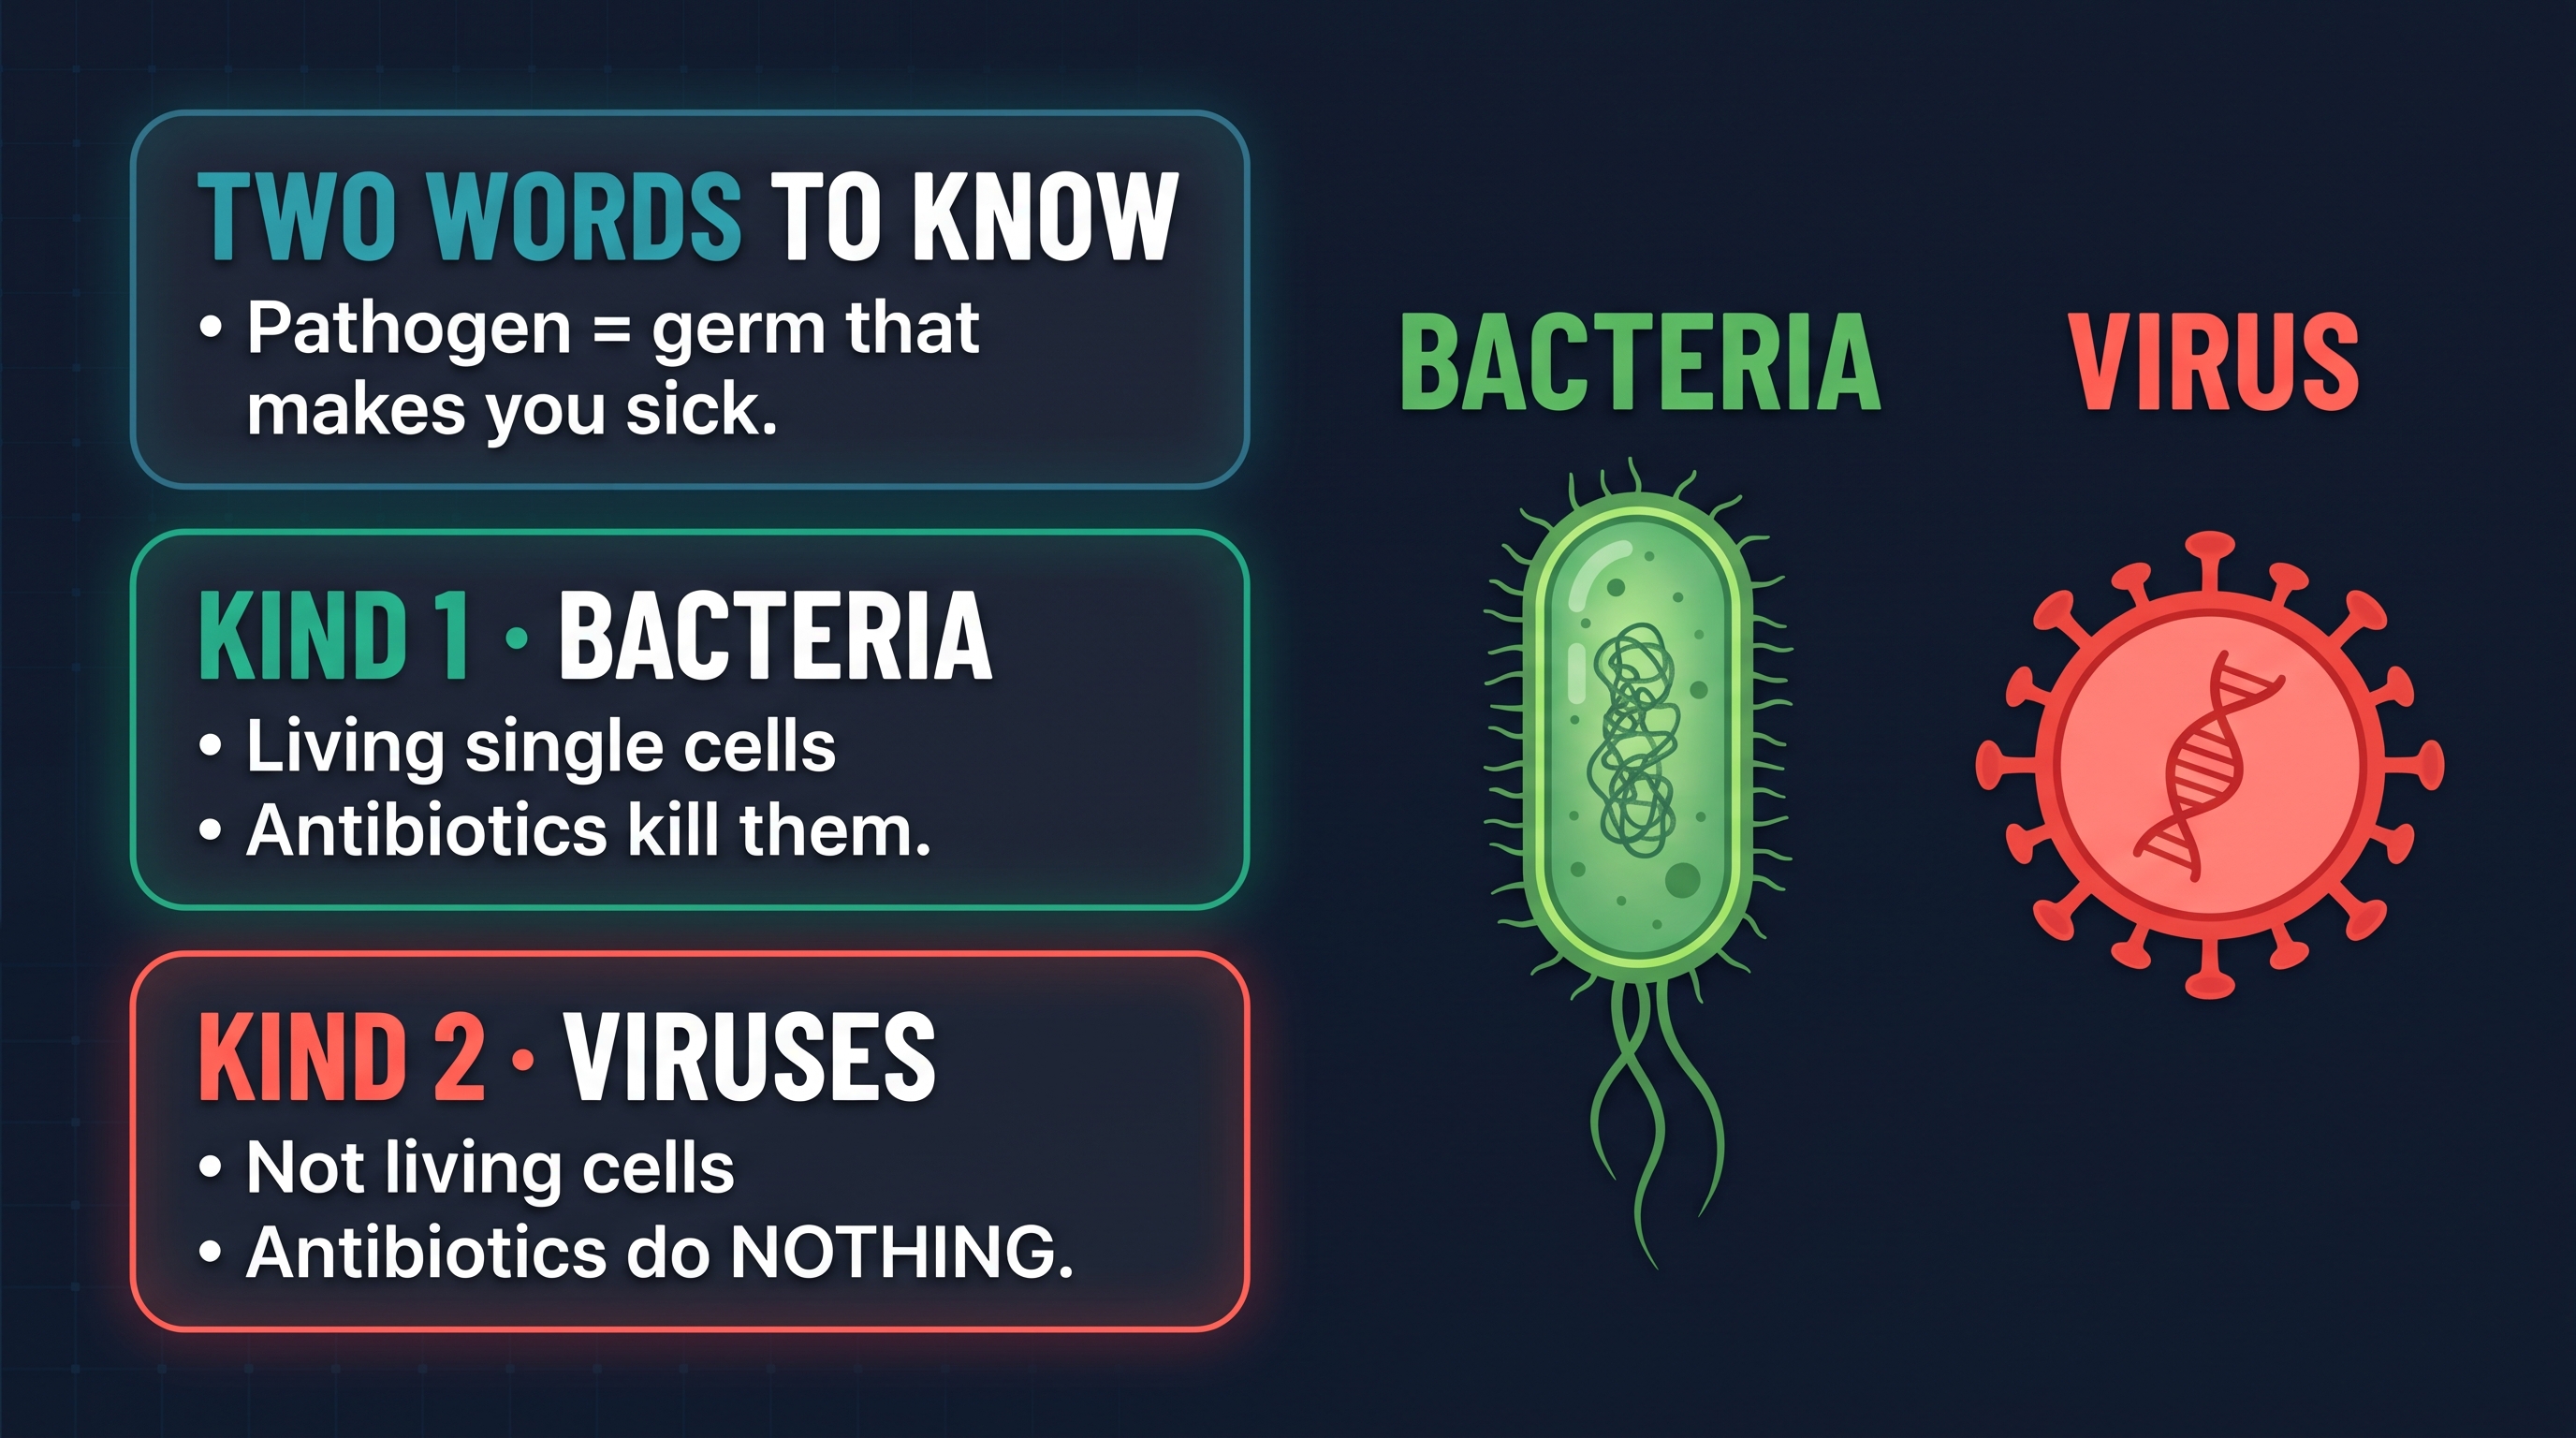 TWO WORDS TO KNOW
• Pathogen = germ that
makes you sick.
KIND 1 · BACTERIA
• Living single cells
• Antibiotics kill them.
KIND 2 · VIRUSES
• Not living cells
• Antibiotics do NOTHING.
BACTERIA
VIRUS